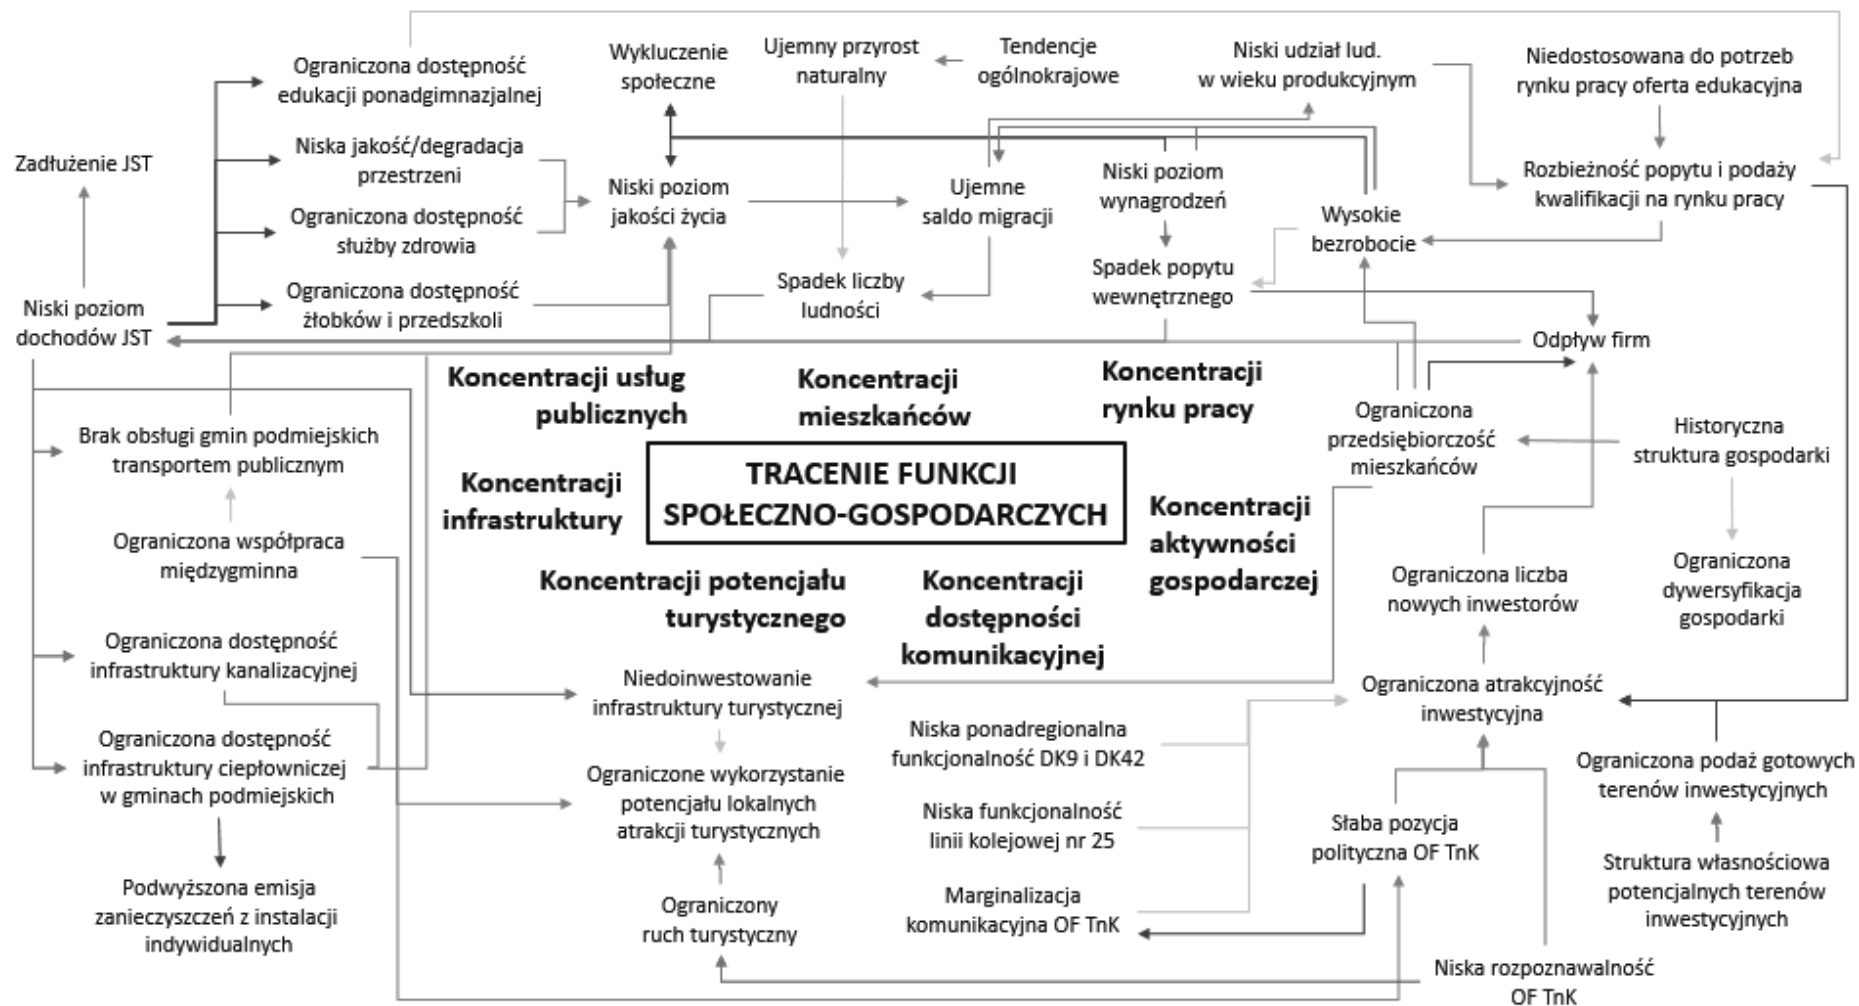 Ograniczona dostępność
edukacji ponadgimnazjalnej
Wykluczenie
społeczne
Ujemny przyrost
naturalny
Tendencje
ogólnokrajowe
Niski udział lud.
w wieku produkcyjnym
Niedostosowana do potrzeb
rynku pracy oferta edukacyjna
Zadłużenie JST
Niska jakość/degradacja
przestrzeni
Niski poziom
jakości życia
Ujemne
saldo migracji
Niski poziom
wynagrodzeń
Wysokie
bezrobocie
Rozbieżność popytu i podaży
kwalifikacji na rynku pracy
Ograniczona dostępność
służby zdrowia
Niski poziom
dochodów JST
Ograniczona dostępność
żłobków i przedszkoli
Spadek liczby
ludności
Spadek popytu
wewnętrznego
Odpływ firm
Koncentracji usług
publicznych
Koncentracji
mieszkańców
Koncentracji
rynku pracy
Brak obsługi gmin podmiejskich
transportem publicznym
Ograniczona
przedsiębiorczość
mieszkańców
Historyczna
struktura gospodarki
Koncentracji
infrastruktury
TRACENIE FUNKCJI
SPOŁECZNO-GOSPODARCZYCH
Koncentracji
aktywności
gospodarczej
Ograniczona współpraca
międzygminna
Koncentracji potencjału
turystycznego
Koncentracji
dostępności
komunikacyjnej
Ograniczona liczba
nowych inwestorów
Ograniczona
dywersyfikacja
gospodarki
Ograniczona dostępność
infrastruktury kanalizacyjnej
Niedoinwestowanie
infrastruktury turystycznej
Ograniczona atrakcyjność
inwestycyjna
Ograniczona dostępność
infrastruktury ciepłowniczej
w gminach podmiejskich
Ograniczone wykorzystanie
potencjału lokalnych
atrakcji turystycznych
Niska ponadregionalna
funkcjonalność DK9 i DK42
Ograniczona podaż gotowych
terenów inwestycyjnych
Niska funkcjonalność
linii kolejowej nr 25
Słaba pozycja
polityczna OF TnK
Podwyższona emisja
zanieczyszczeń z instalacji
indywidualnych
Ograniczony
ruch turystyczny
Marginalizacja
komunikacyjna OF TnK
Struktura własnościowa
potencjalnych terenów
inwestycyjnych
Niska rozpoznawalność
OF TnK